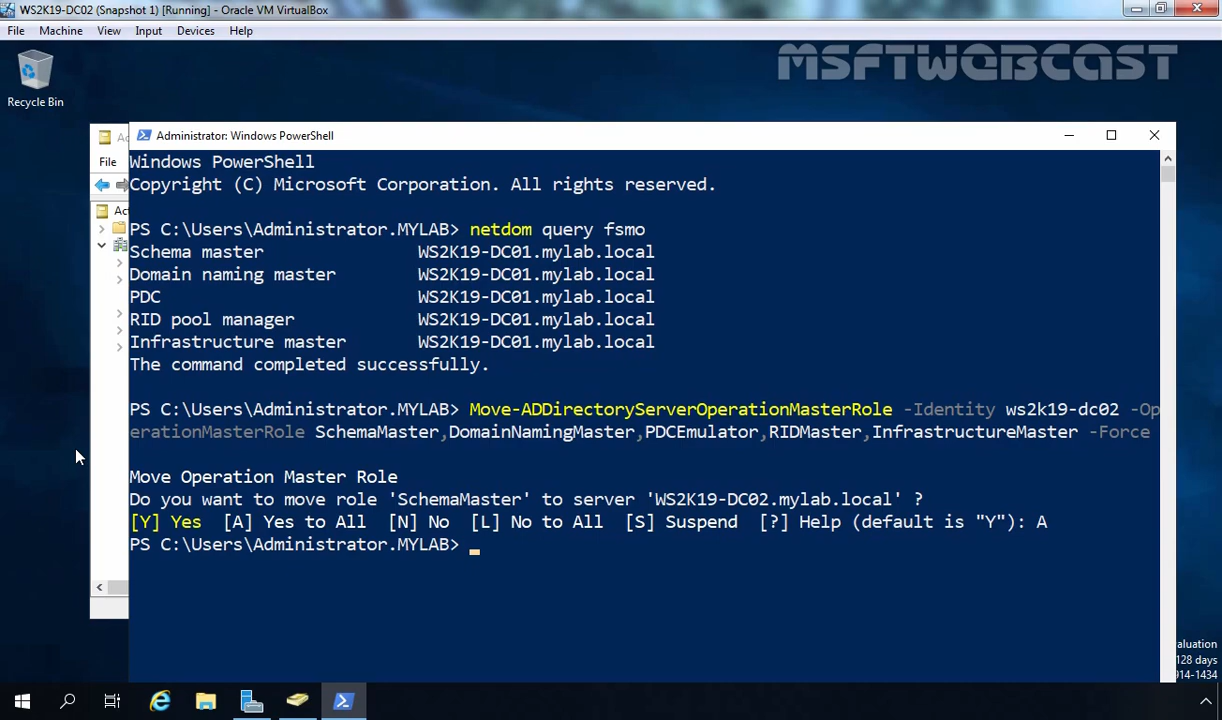 WS2K19-DC02 (Snapshot 1) [Running] - Oracle VM VirtualBox
File Machine View Input Devices Help
MSFTWEBCAST
Recycle Bin
Administrator: Windows PowerShell
File
Windows PowerShell
Copyright (C) Microsoft Corporation. All rights reserved.
PS C:\Users\Administrator.MYLAB> netdom query fsmo
Schema master WS2K19-DC01.mylab.local
Domain naming master WS2K19-DC01.mylab.local
PDC WS2K19-DC01.mylab.local
RID pool manager WS2K19-DC01.mylab.local
Infrastructure master WS2K19-DC01.mylab.local
The command completed successfully.
PS C:\Users\Administrator.MYLAB> Move-ADDirectoryServerOperationMasterRole -Identity ws2k19-dc02 -Op
erationMasterRole SchemaMaster,DomainNamingMaster,PDCEmulator,RIDMaster,InfrastructureMaster -Force
Move Operation Master Role
Do you want to move role 'SchemaMaster' to server 'WS2K19-DC02.mylab.local' ?
[Y] Yes [A] Yes to All [N] No [L] No to All [S] Suspend [?] Help (default is "Y"): A
PS C:\Users\Administrator.MYLAB>
aluation
128 days
914-1434